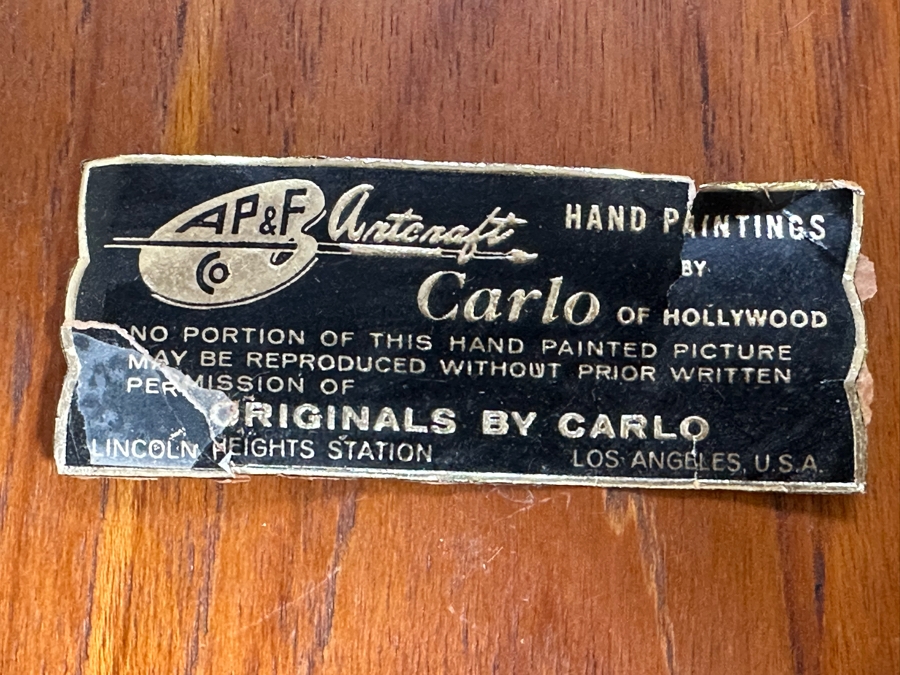 AP&F Artcraft HAND PAINTINGS
Co BY
Carlo OF HOLLYWOOD
NO PORTION OF THIS HAND PAINTED PICTURE
MAY BE REPRODUCED WITHOUT PRIOR WRITTEN
PERMISSION OF
ORIGINALS BY CARLO
LINCOLN HEIGHTS STATION LOS ANGELES, U.S.A.